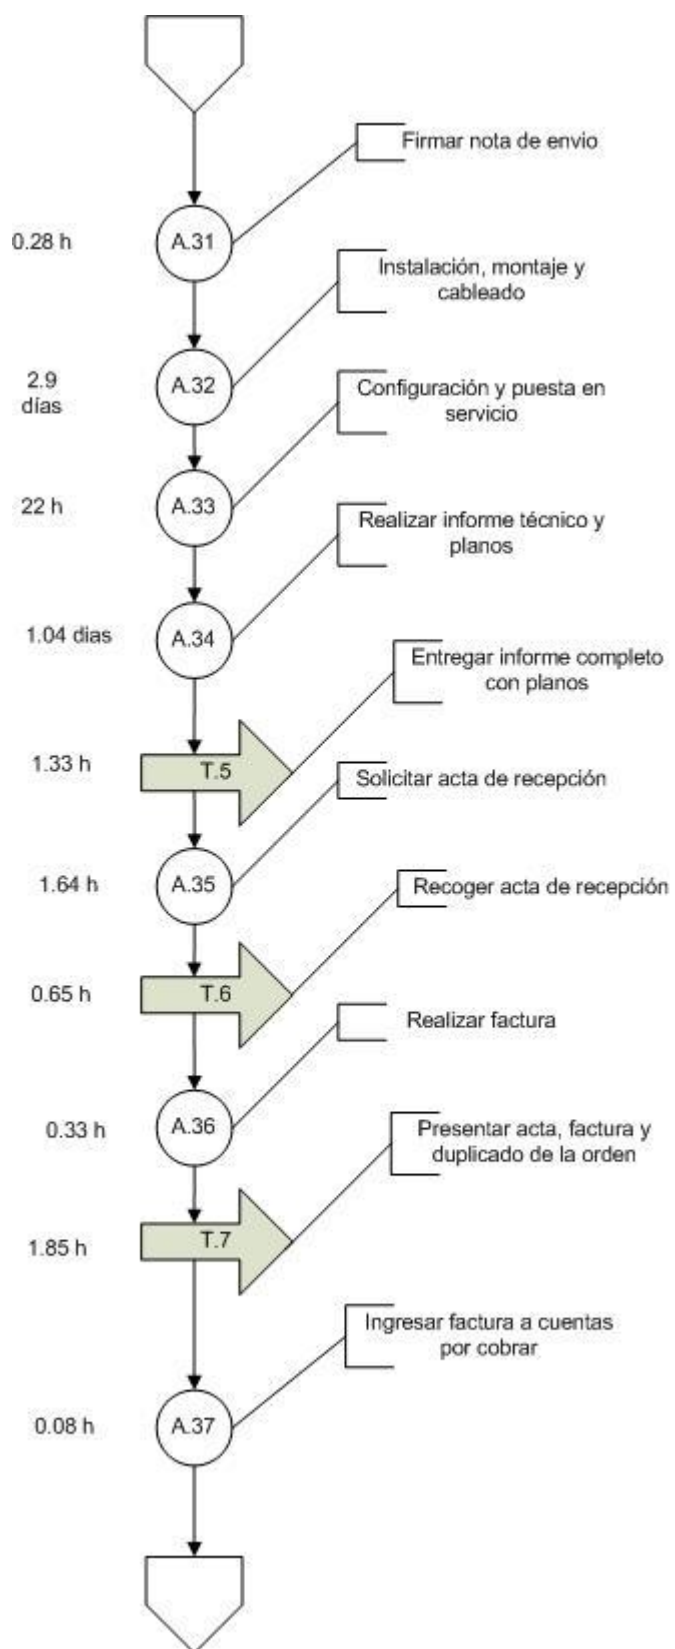 Firmar nota de envio
0.28 h
A.31
Instalación, montaje y
cableado
2.9
días
A.32
Configuración y puesta en
servicio
22 h
A.33
Realizar informe técnico y
planos
1.04 dias
A.34
Entregar informe completo
con planos
1.33 h
T.5
Solicitar acta de recepción
1.64 h
A.35
Recoger acta de recepción
0.65 h
T.6
Realizar factura
0.33 h
A.36
Presentar acta, factura y
duplicado de la orden
1.85 h
T.7
Ingresar factura a cuentas
por cobrar
0.08 h
A.37